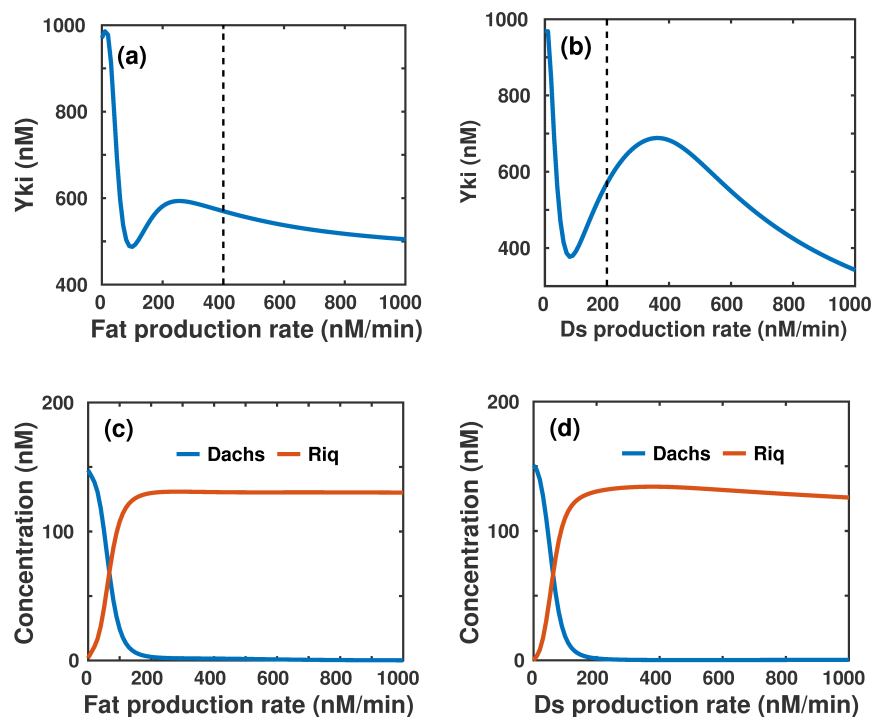 (a)
Yki (nM)
1000
800
600
400
0 200 400 600 800 1000
Fat production rate (nM/min)
(b)
Yki (nM)
1000
800
600
400
0 200 400 600 800 1000
Ds production rate (nM/min)
(c)
Dachs Riq
Concentration (nM)
200
100
0
0 200 400 600 800 1000
Fat production rate (nM/min)
(d)
Dachs Riq
Concentration (nM)
200
100
0
0 200 400 600 800 1000
Ds production rate (nM/min)